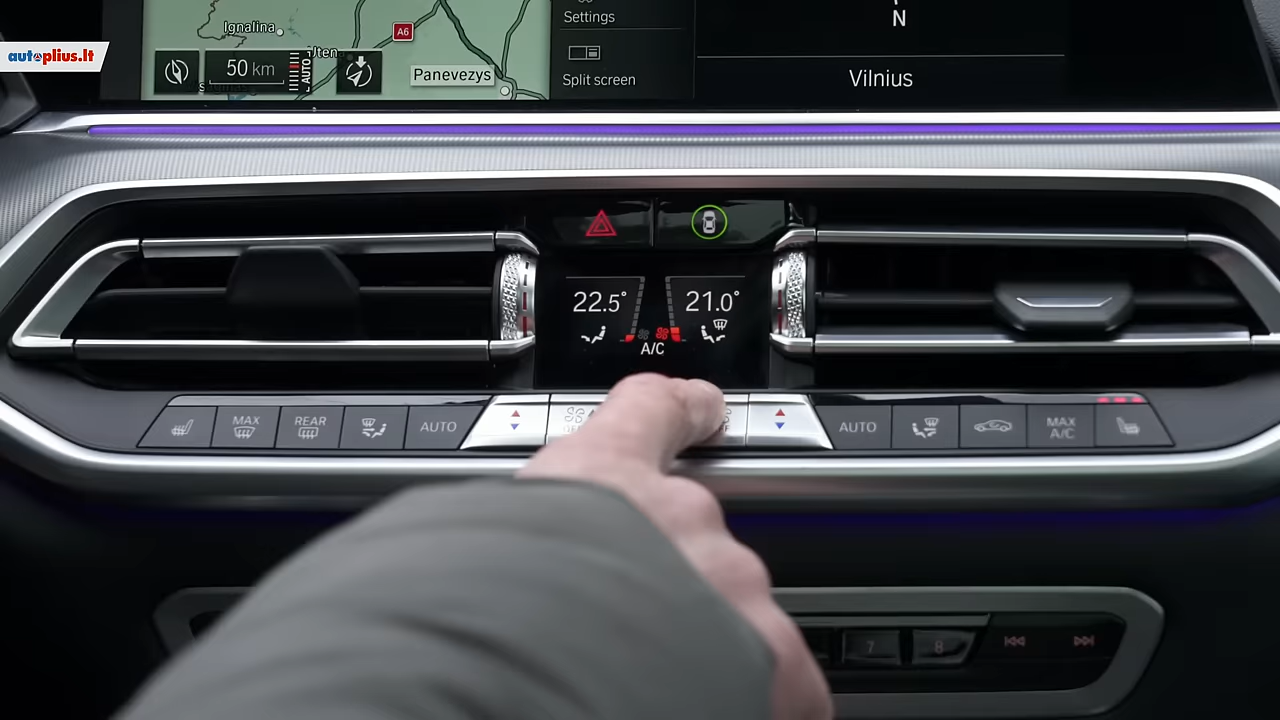 autoplius.lt
Ignalina
A6
Uten
50 km
AUTO
Panevezys
Settings
Split screen
N
Vilnius
22.5°
21.0°
A/C
MAX
REAR
AUTO
AUTO
MAX
A/C
7
8